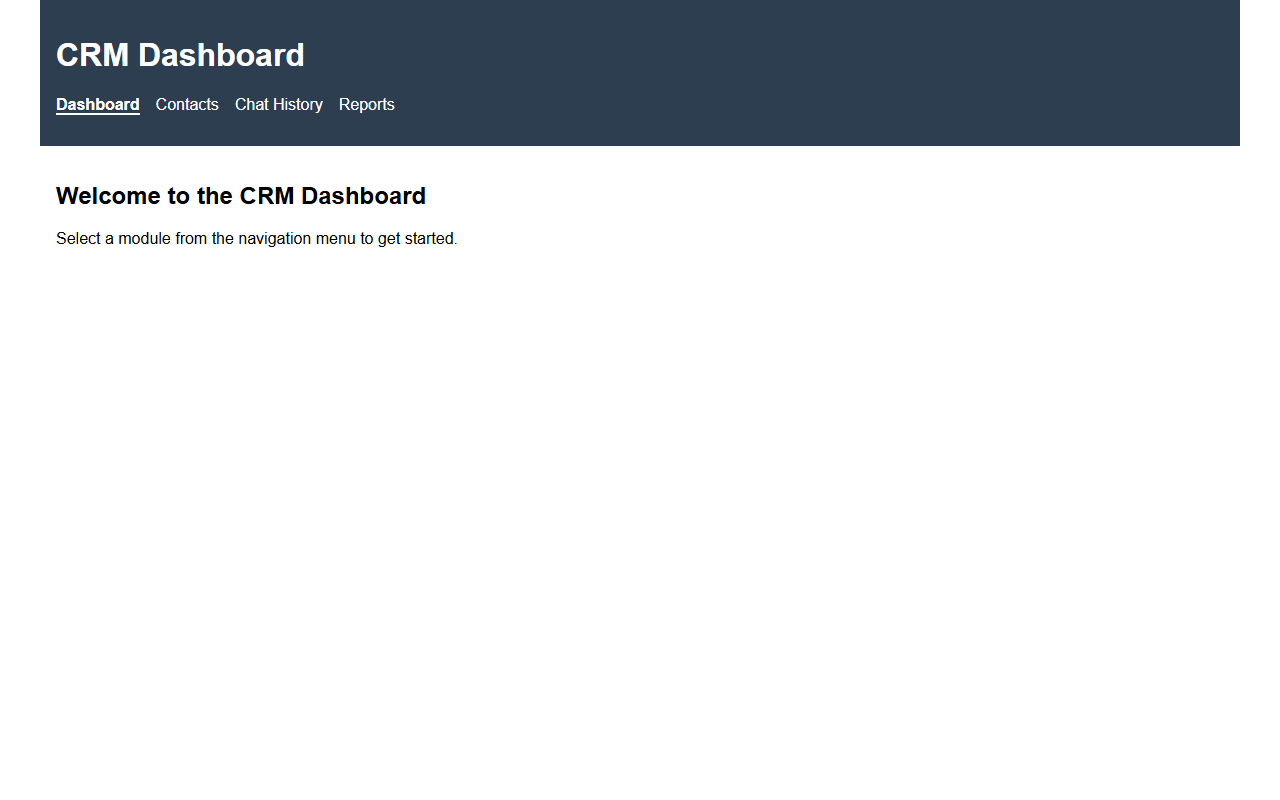 CRM Dashboard
Dashboard Contacts Chat History Reports
Welcome to the CRM Dashboard
Select a module from the navigation menu to get started.